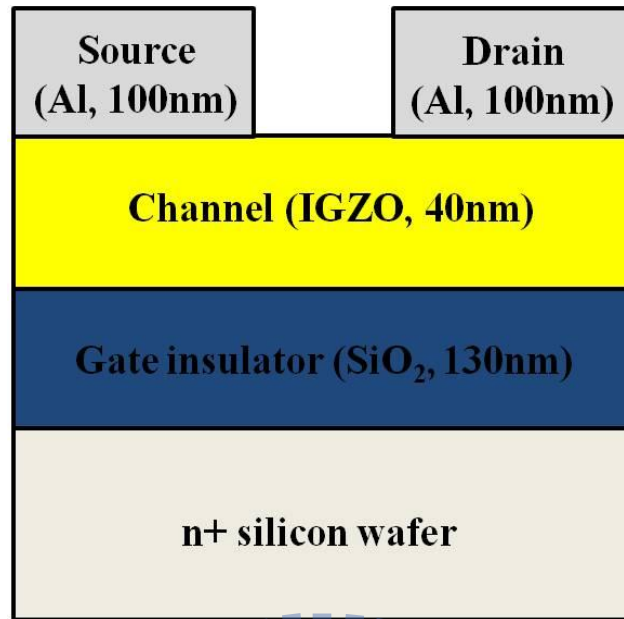 Source
(Al, 100nm)
Drain
(Al, 100nm)
Channel (IGZO, 40nm)
Gate insulator (SiO₂, 130nm)
n+ silicon wafer